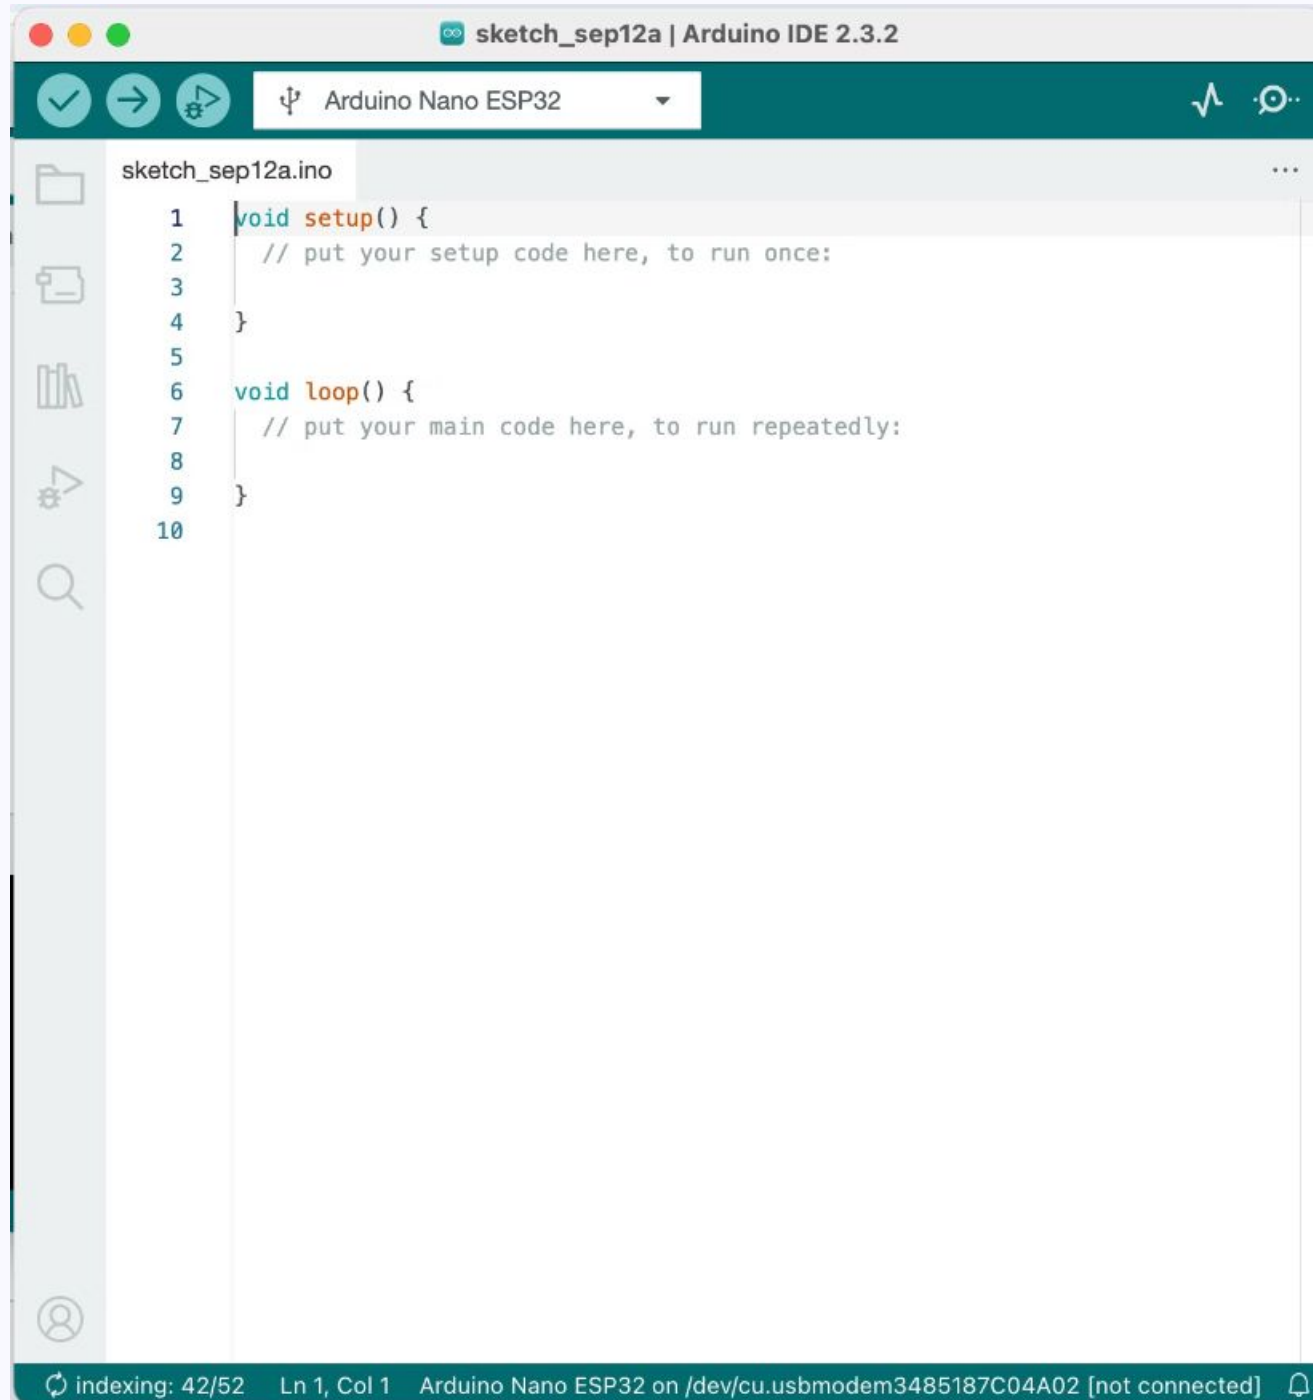 sketch_sep12a | Arduino IDE 2.3.2
Arduino Nano ESP32
sketch_sep12a.ino
1 void setup() {
2 // put your setup code here, to run once:
3
4 }
5
6 void loop() {
7 // put your main code here, to run repeatedly:
8
9 }
10
indexing: 42/52 Ln 1, Col 1 Arduino Nano ESP32 on /dev/cu.usbmodem3485187C04A02 [not connected]